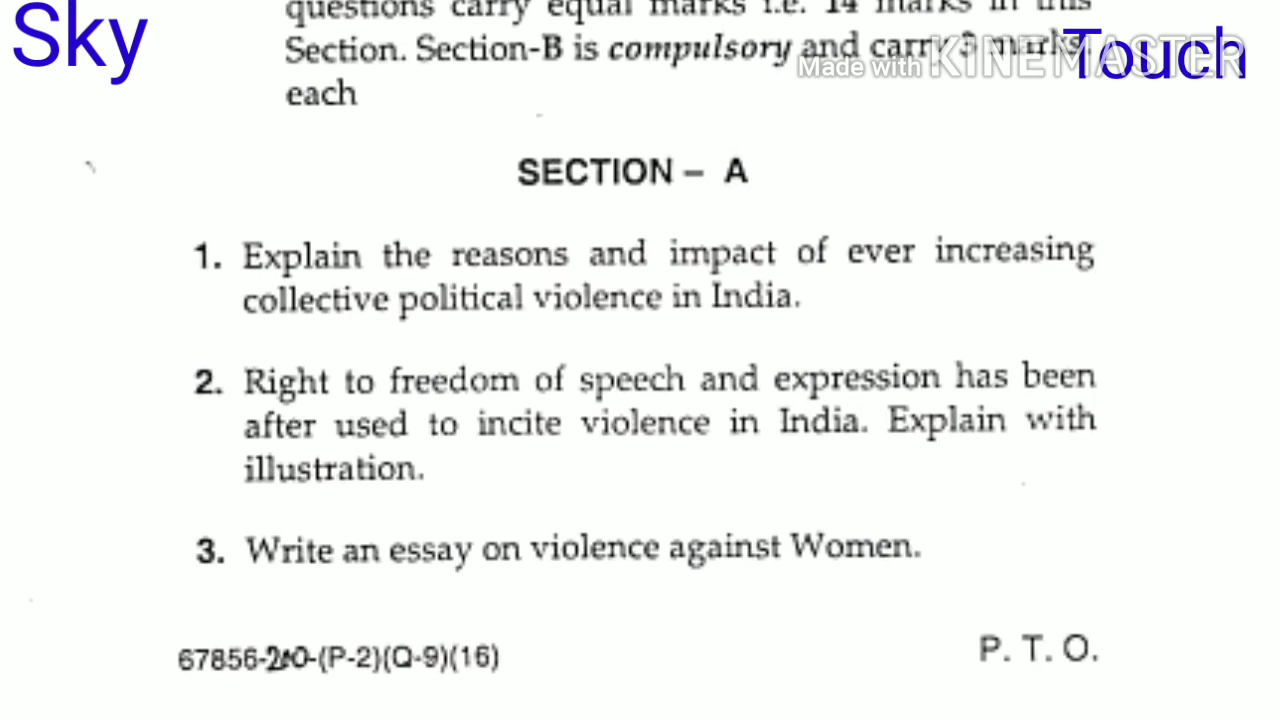 Sky
questions carry equal marks i.e. 14 marks in this
Section. Section-B is compulsory and carry 3 marks
each
Touch
Made with KINEMASTER
SECTION – A
1. Explain the reasons and impact of ever increasing
collective political violence in India.
2. Right to freedom of speech and expression has been
after used to incite violence in India. Explain with
illustration.
3. Write an essay on violence against Women.
67856-200-(P-2)(Q-9)(16)
P. T. O.